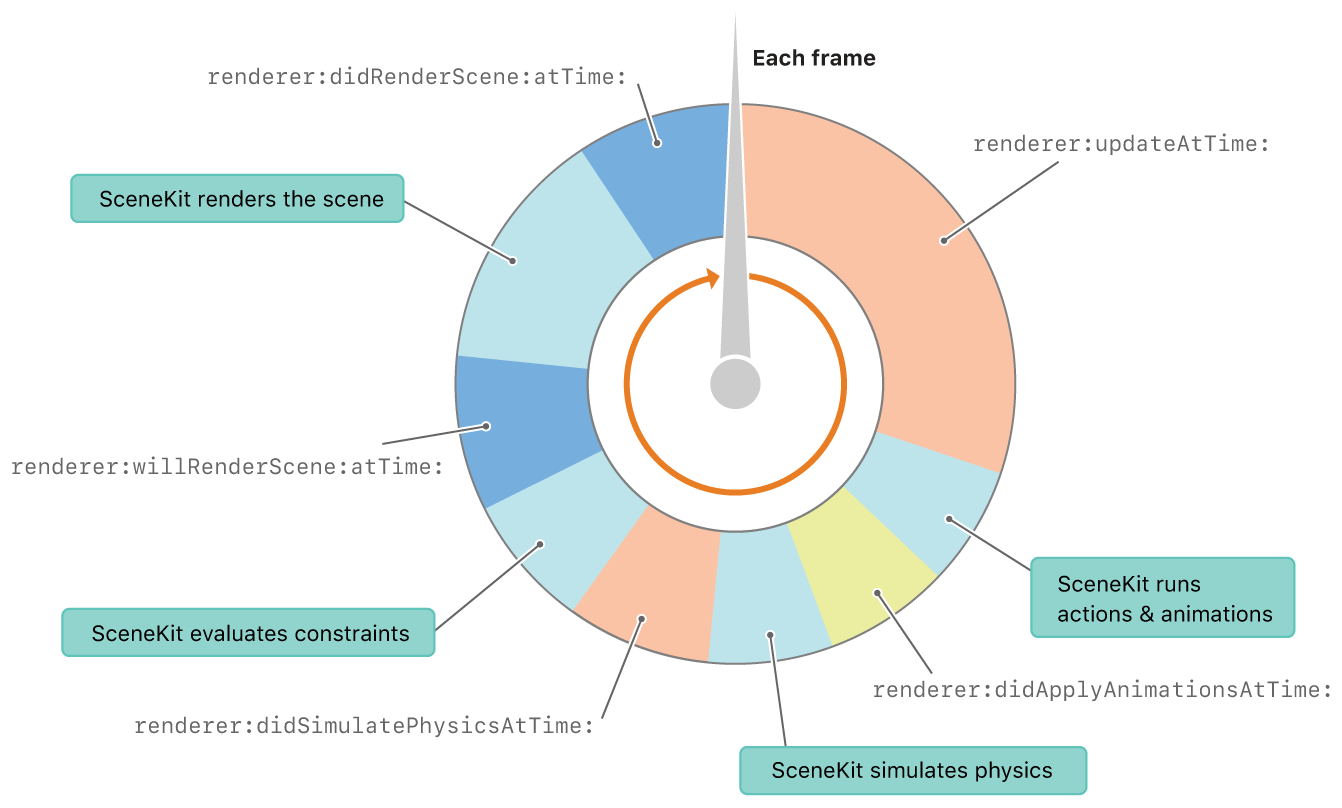 Each frame
renderer:didRenderScene:atTime:
renderer:updateAtTime:
SceneKit renders the scene
renderer:willRenderScene:atTime:
SceneKit runs
actions & animations
SceneKit evaluates constraints
renderer:didApplyAnimationsAtTime:
renderer:didSimulatePhysicsAtTime:
SceneKit simulates physics